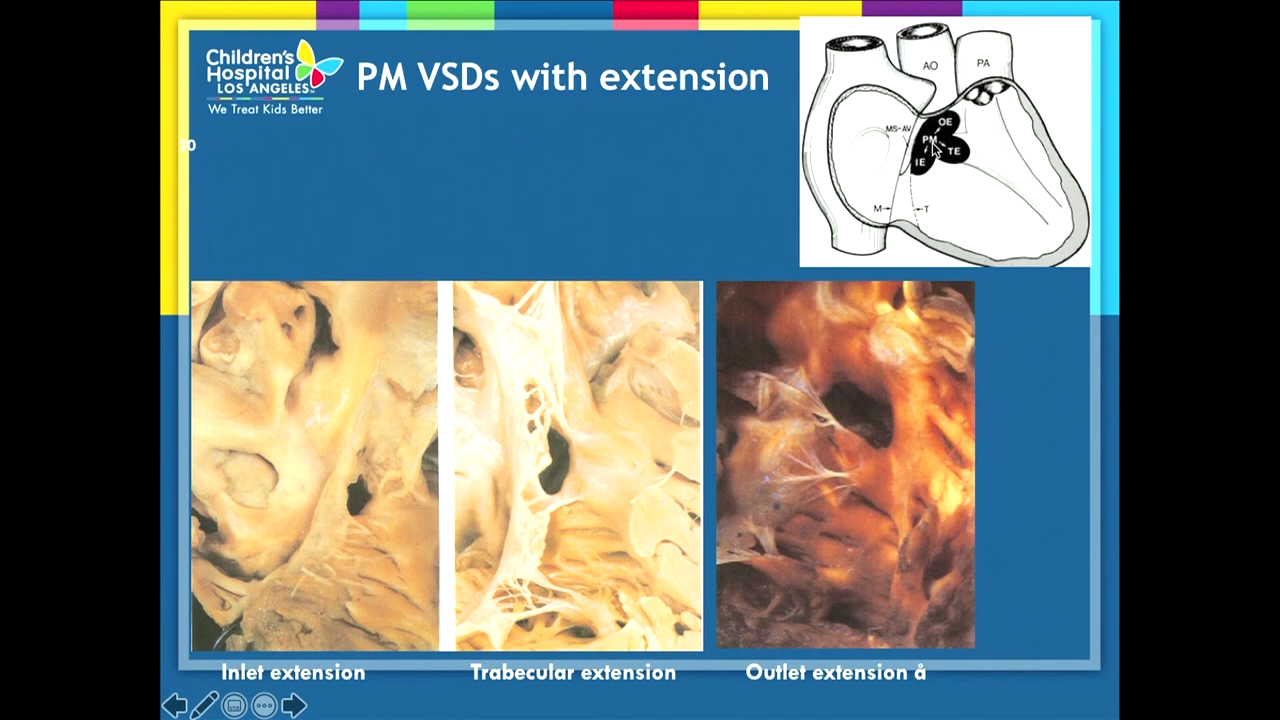 Children's
Hospital
LOS ANGELES
We Treat Kids Better
PM VSDs with extension
AO
PA
MS-AV
OE
PM
TE
IE
M
T
Inlet extension
Trabecular extension
Outlet extension å